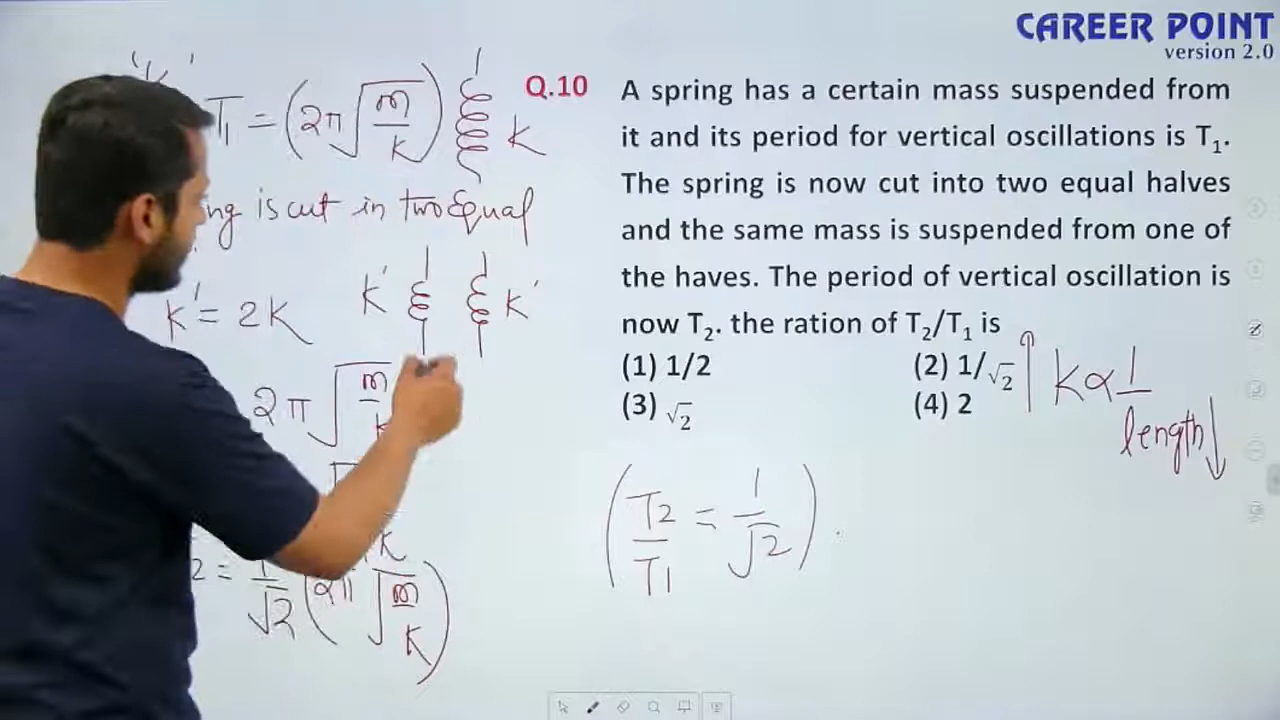 CAREER POINT
version 2.0
Q.10 A spring has a certain mass suspended from
it and its period for vertical oscillations is T₁.
The spring is now cut into two equal halves
and the same mass is suspended from one of
the haves. The period of vertical oscillation is
now T₂. the ration of T₂/T₁ is
(1) 1/2 (2) 1/√2
(3) √2 (4) 2
T₁ = (2π√(m/k)) K
is cut in two Equal
K' = 2K K' K'
2π√(m/k
K
2 = 1/√2 (2π√(m/K))
K ∝ 1/length
(T₂/T₁ = 1/√2)